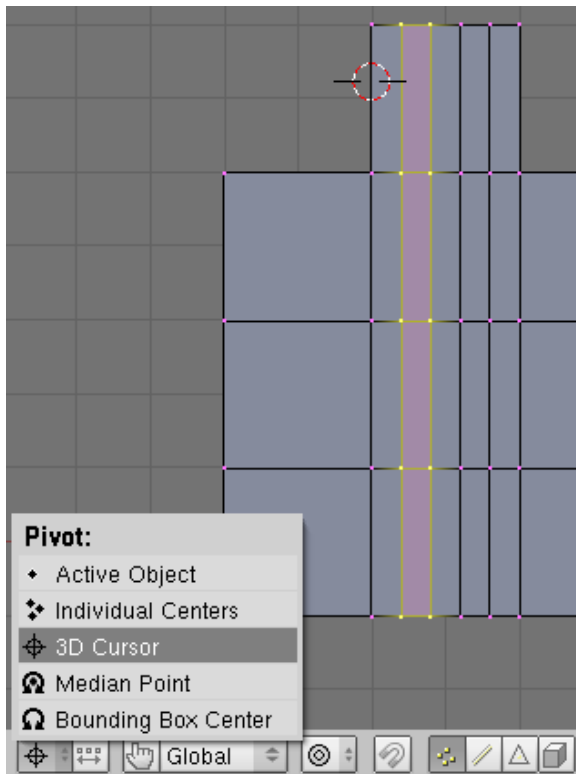 Pivot:
Active Object
Individual Centers
3D Cursor
Median Point
Bounding Box Center
Global